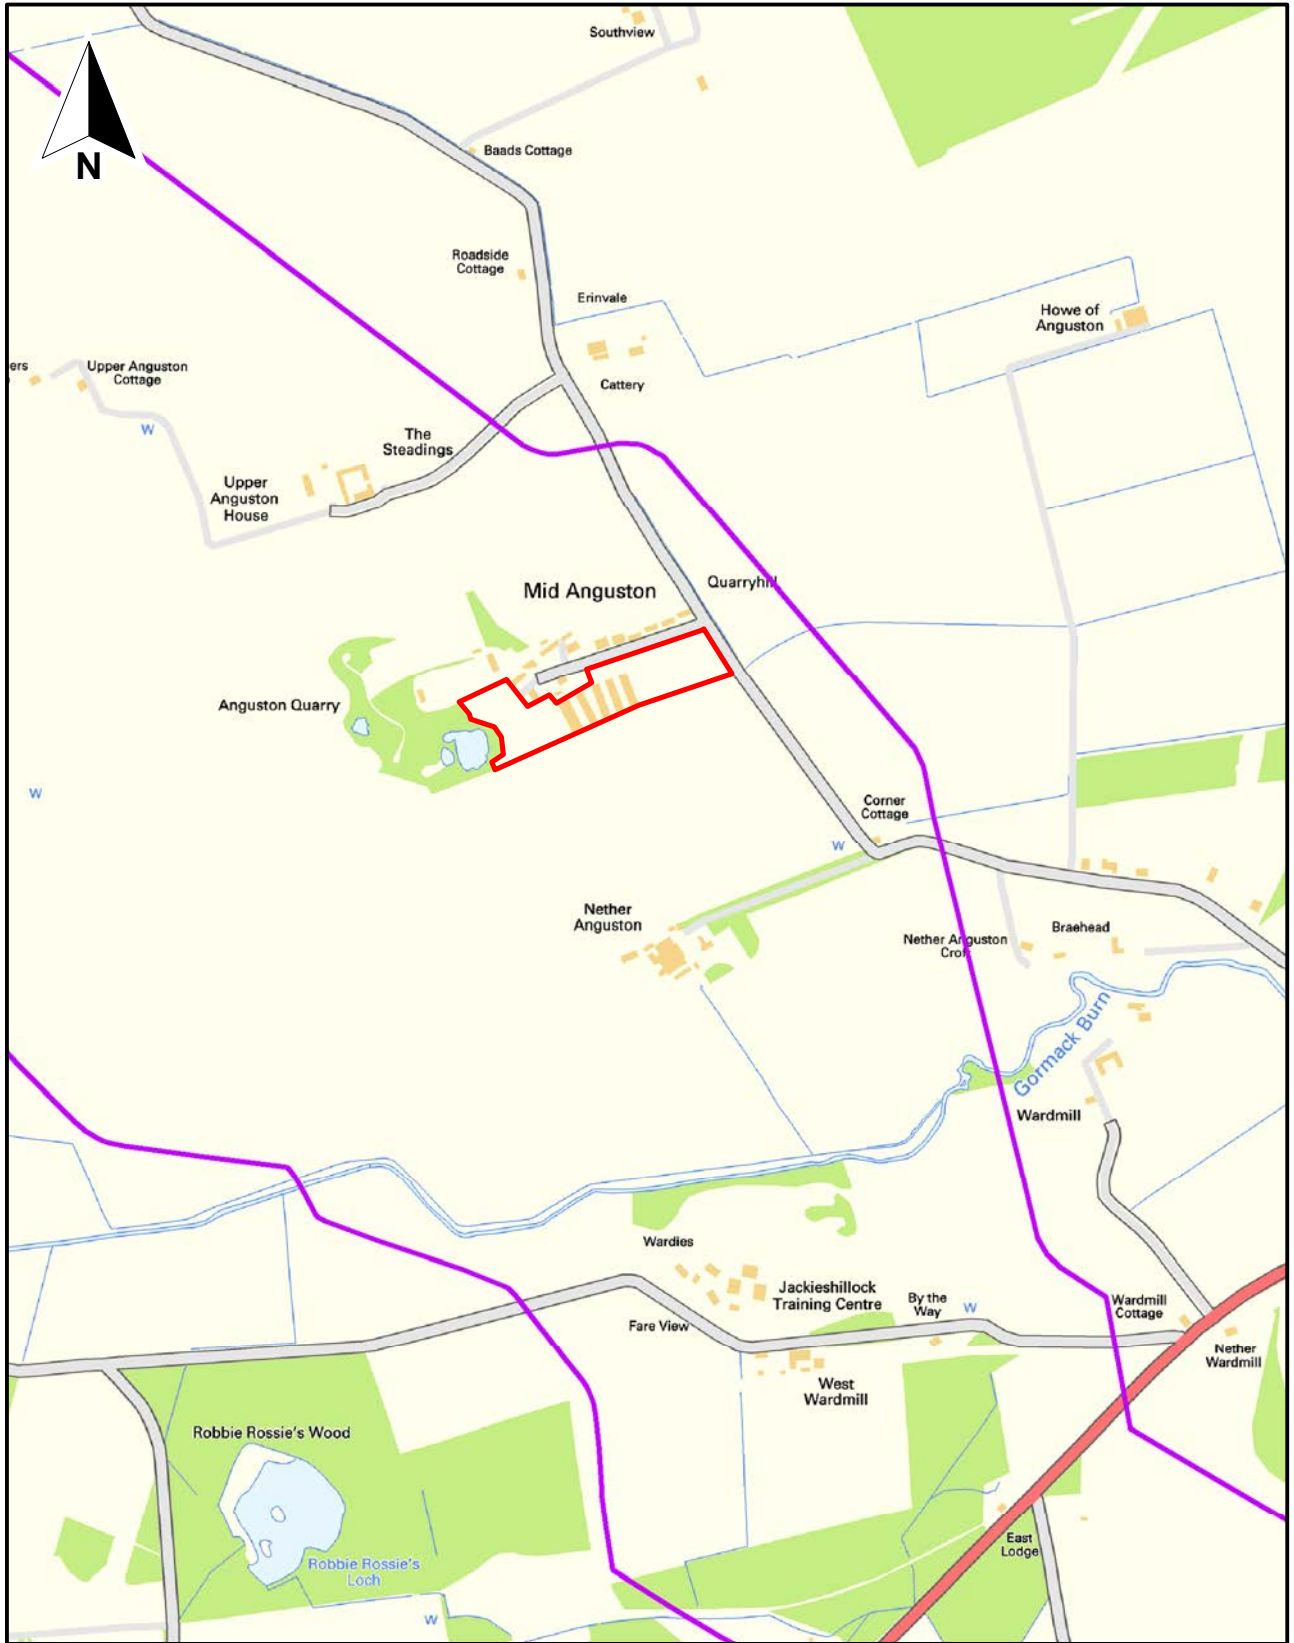 Southview
N
Baads Cottage
Roadside
Cottage
Erinvale
Howe of
Anguston
ers
Upper Anguston
Cottage
Cattery
W
The
Steadings
Upper
Anguston
House
Mid Anguston
Quarryhill
Anguston Quarry
W
Corner
Cottage
W
Nether
Anguston
Nether Anguston
Croft
Braehead
Gormack Burn
Wardmill
Wardies
Jackieshillock
Training Centre
By the
Way
W
Wardmill
Cottage
Fare View
Nether
Wardmill
West
Wardmill
Robbie Rossie's Wood
East
Lodge
Robbie Rossie's
Loch
W